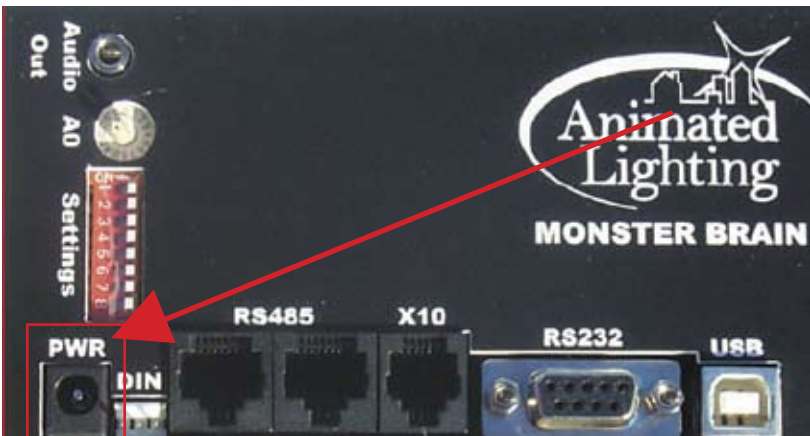 Audio
Out
A0
Settings
ON
1 2 3 4 5 6 7 8
Animated
Lighting
MONSTER BRAIN
RS485
X10
RS232
USB
PWR
DIN